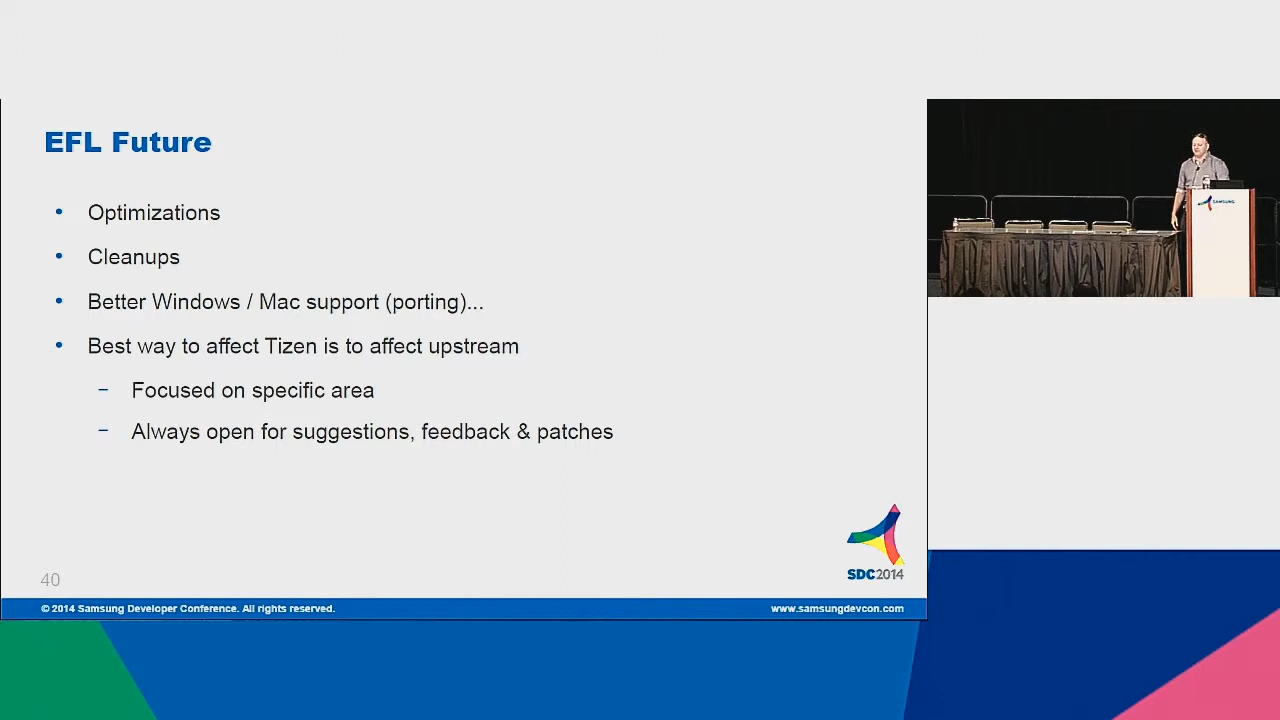 EFL Future
• Optimizations
• Cleanups
• Better Windows / Mac support (porting)...
• Best way to affect Tizen is to affect upstream
– Focused on specific area
– Always open for suggestions, feedback & patches
SAMSUNG
SDC2014
40
© 2014 Samsung Developer Conference. All rights reserved.
www.samsungdevcon.com